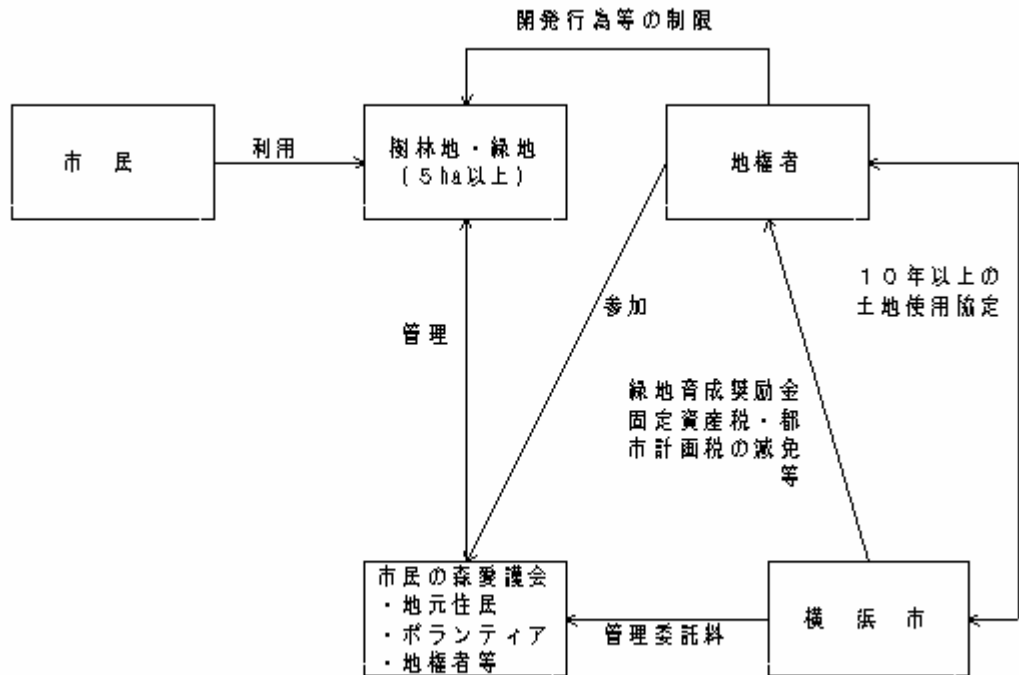 開発行為等の制限
市　民
利用
樹林地・緑地
(５ha以上)
地権者
１０年以上の
土地使用協定
参加
管理
緑地育成奨励金
固定資産税・都
市計画税の減免
等
市民の森愛護会
・地元住民
・ボランティア
・地権者等
管理委託料
横　浜　市